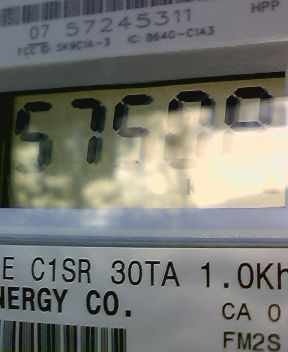 HPP
07 57245311
FCC ID: SK9C1A-3 IC: 864G-C1A3
E C1SR 30TA 1.0Kh
NERGY CO.
CA 0
FM2S